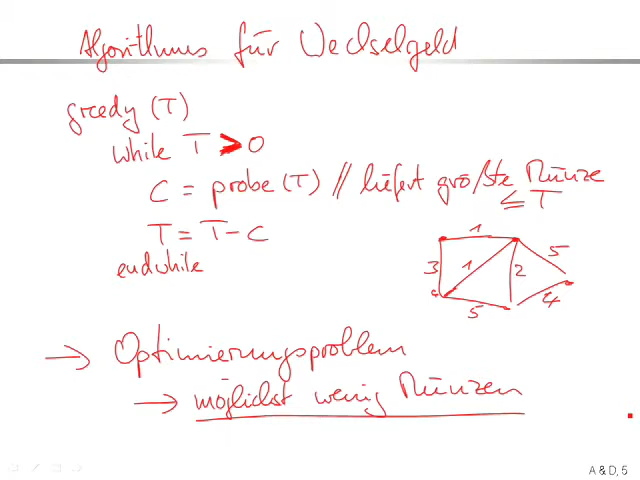 Algorithmus für Wechselgeld
greedy (T)
while T > 0
C = probe (T) // liefert größte Münze
≤ T
T = T - C
endwhile
1
3
1
2
5
5
4
→ Optimierungsproblem
→ möglichst wenig Münzen
A & D, 5